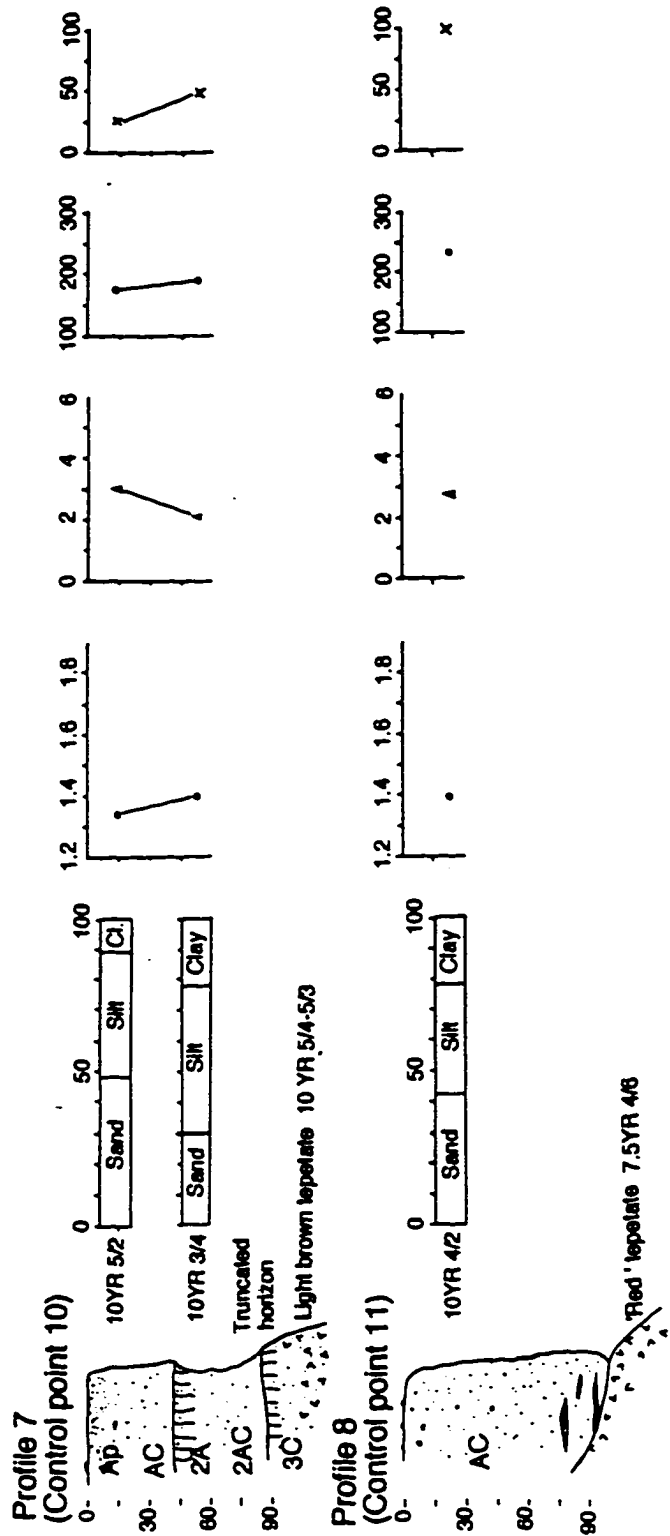 Profile 7
(Control point 10)
0-
30-
60-
90-
Ap
AC
2A
2AC
3C
10YR 5/2
10YR 3/4
Truncated
horizon
Light brown tepetate 10 YR 5/4-5/3
0 50 100
Sand Silt Cl.
Sand Silt Clay
1.2 1.4 1.6 1.8
0 2 4 6
100 200 300
0 50 100
Profile 8
(Control point 11)
0-
30-
60-
90-
AC
10YR 4/2
"Red" tepetate 7.5YR 4/6
0 50 100
Sand Silt Clay
1.2 1.4 1.6 1.8
0 2 4 6
100 200 300
0 50 100